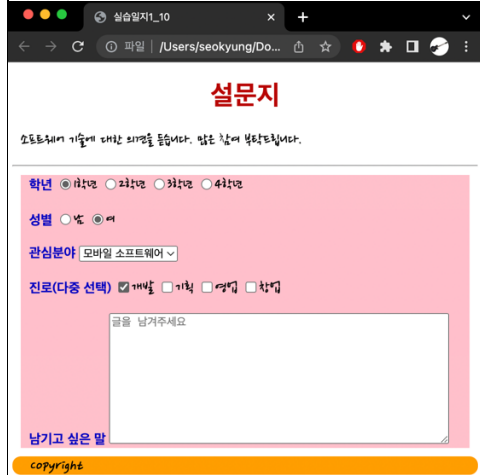 실습일지1_10
파일 /Users/seokyung/Do...
설문지
소프트웨어 기술에 대한 의견을 듣습니다. 많은 참여 부탁드립니다.
학년 1학년 2학년 3학년 4학년
성별 남 여
관심분야 모바일 소프트웨어
진로(다중 선택) 개발 기획 영업 창업
글을 남겨주세요
남기고 싶은 말
copyright